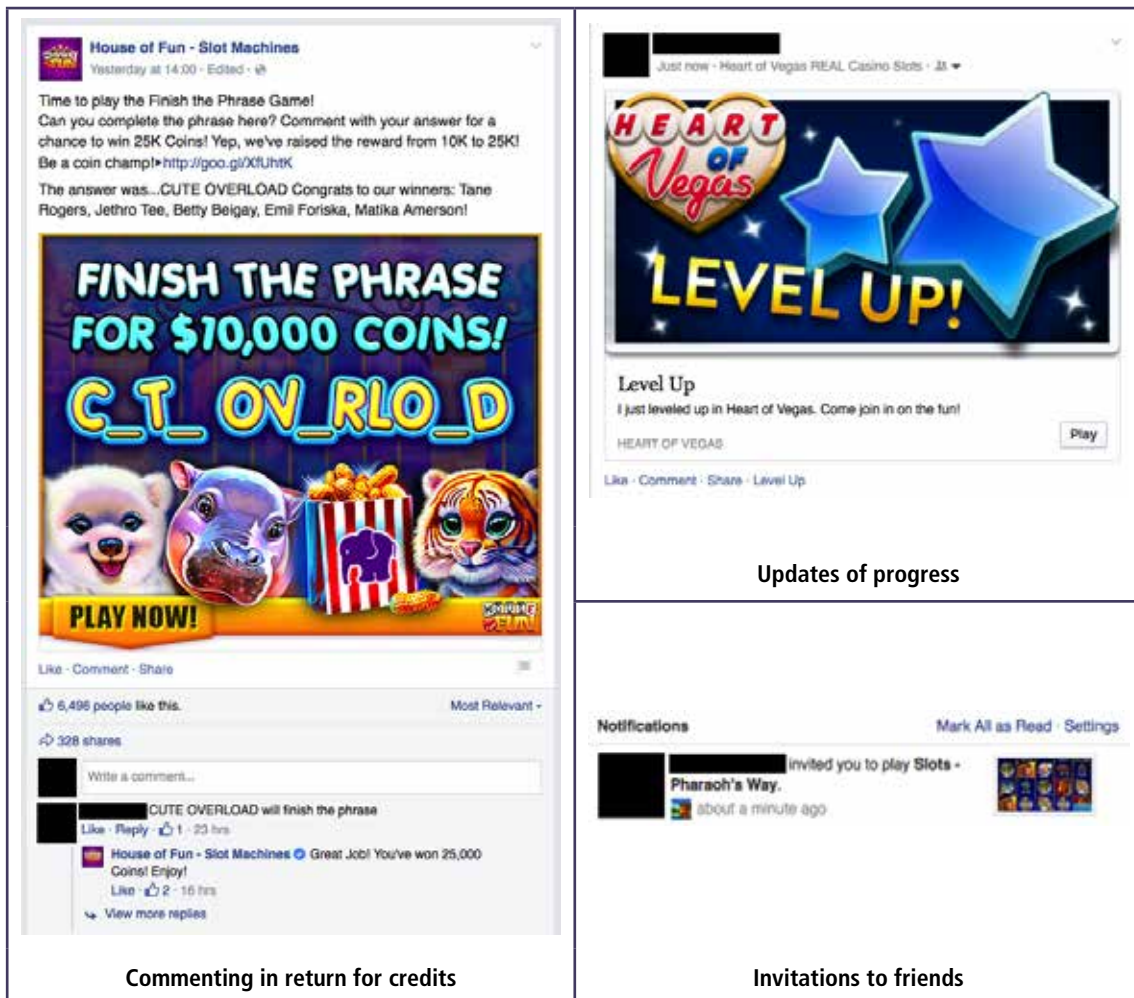 House of Fun - Slot Machines
Yesterday at 14:00 · Edited ·
Time to play the Finish the Phrase Game!
Can you complete the phrase here? Comment with your answer for a
chance to win 25K Coins! Yep, we've raised the reward from 10K to 25K!
Be a coin champ!▸http://goo.gl/XfUhtK
The answer was...CUTE OVERLOAD Congrats to our winners: Tane
Rogers, Jethro Tee, Betty Beigay, Emil Foriska, Matika Amerson!
FINISH THE PHRASE
FOR $10,000 COINS!
C_T_ OV_RLO_D
PLAY NOW!
HOUSE OF FUN
Like · Comment · Share
6,496 people like this.
Most Relevant
328 shares
Write a comment...
CUTE OVERLOAD will finish the phrase
Like · Reply · 1 · 23 hrs
House of Fun - Slot Machines Great Job! You've won 25,000
Coins! Enjoy!
Like · 2 · 16 hrs
View more replies
Commenting in return for credits
Just now · Heart of Vegas REAL Casino Slots ·
HEART
OF
Vegas
LEVEL UP!
Level Up
I just leveled up in Heart of Vegas. Come join in on the fun!
HEART OF VEGAS
Play
Like · Comment · Share · Level Up
Updates of progress
Notifications
Mark All as Read · Settings
invited you to play Slots -
Pharaoh's Way.
about a minute ago
Invitations to friends